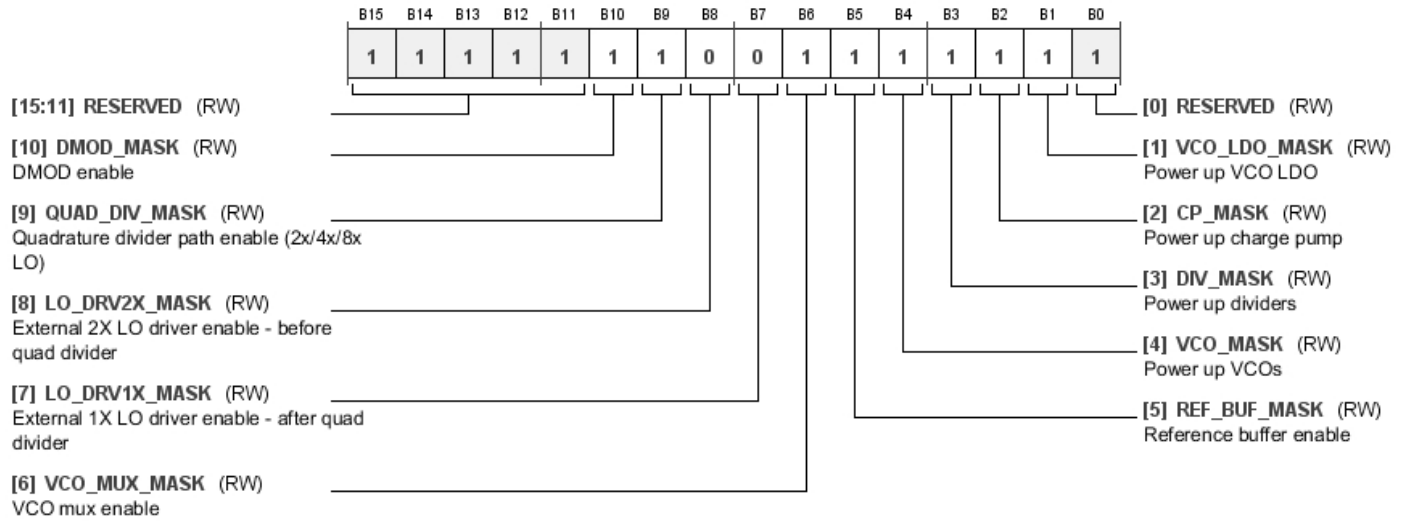 B15 B14 B13 B12 B11 B10 B9 B8 B7 B6 B5 B4 B3 B2 B1 B0
1 1 1 1 1 1 1 0 0 1 1 1 1 1 1 1
[15:11] RESERVED (RW)
[10] DMOD_MASK (RW)
DMOD enable
[9] QUAD_DIV_MASK (RW)
Quadrature divider path enable (2x/4x/8x
LO)
[8] LO_DRV2X_MASK (RW)
External 2X LO driver enable - before
quad divider
[7] LO_DRV1X_MASK (RW)
External 1X LO driver enable - after quad
divider
[6] VCO_MUX_MASK (RW)
VCO mux enable
[0] RESERVED (RW)
[1] VCO_LDO_MASK (RW)
Power up VCO LDO
[2] CP_MASK (RW)
Power up charge pump
[3] DIV_MASK (RW)
Power up dividers
[4] VCO_MASK (RW)
Power up VCOs
[5] REF_BUF_MASK (RW)
Reference buffer enable